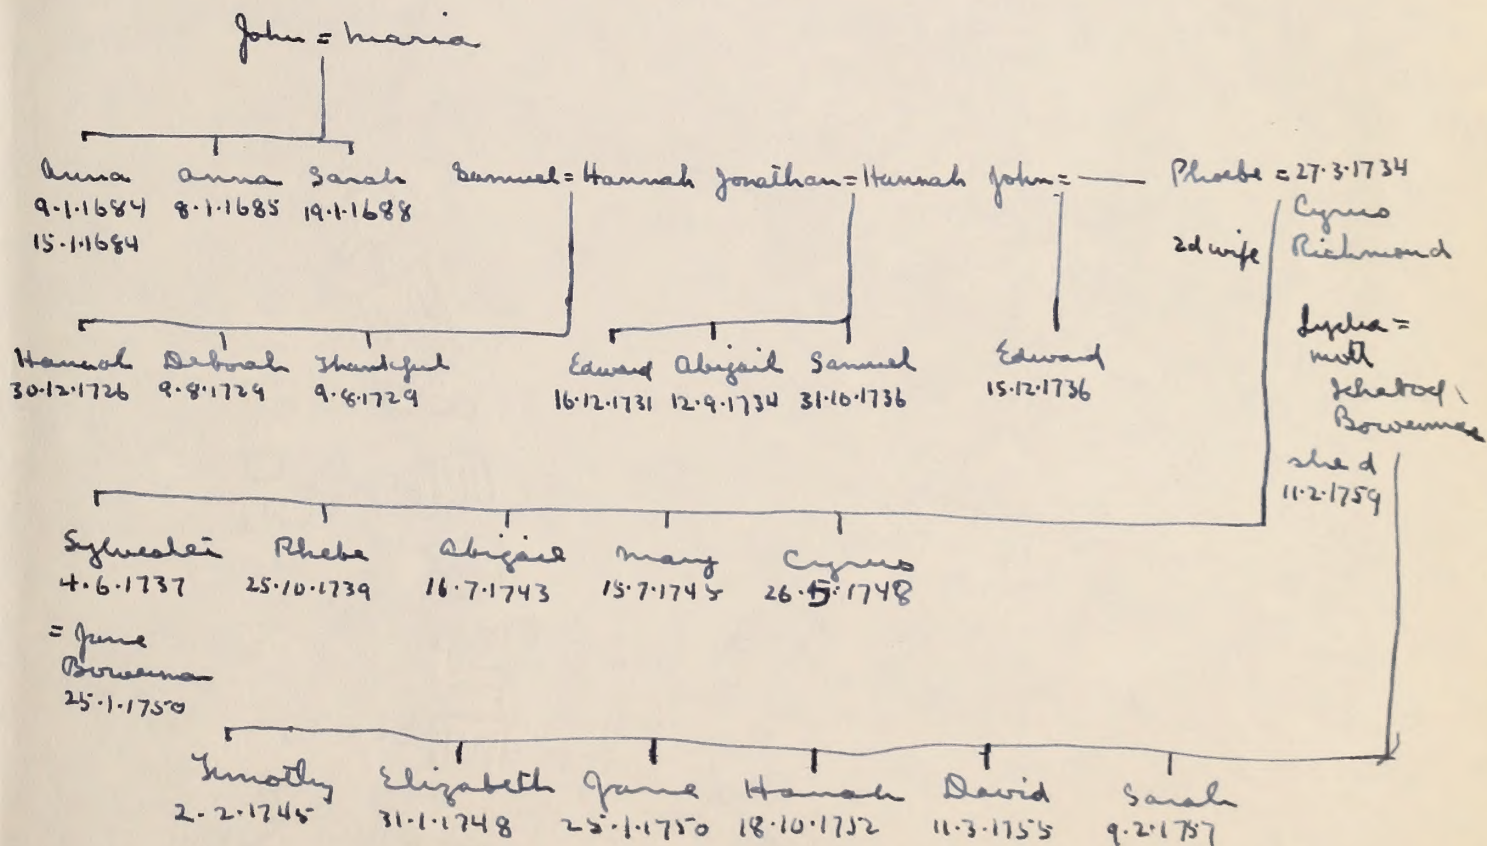 John = Maria
Anna Anna Sarah Samuel = Hannah Jonathan = Hannah John = — Phoebe = 27.3.1734
9.1.1684 8.1.1685 19.1.1688 Cyrus
15.1.1684 2d wife Richmond
Lydia =
Mott
Hannah Deborah Thankful Edward Abigail Samuel Edward Ichabod
30.12.1726 9.8.1729 9.8.1729 16.12.1731 12.9.1734 31.10.1736 15.12.1736 Bowerman
she d
11.2.1759
Sylvester Phebe Abigail Mary Cyrus
4.6.1737 25.10.1739 16.7.1743 15.7.1745 26.5.1748
= Jane
Bowerman
25.1.1750
Timothy Elizabeth Jane Hannah David Sarah
2.2.1745 31.1.1748 25.1.1750 18.10.1752 11.3.1755 9.2.1757